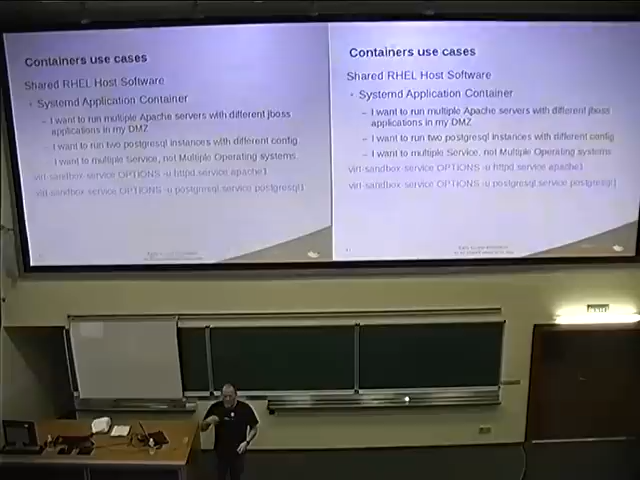 Containers use cases
Shared RHEL Host Software
• Systemd Application Container
– I want to run multiple Apache servers with different jboss
applications in my DMZ
– I want to run two postgresql instances with different config
I want to multiple Service, not Multiple Operating systems.
virt-sandbox-service OPTIONS -u httpd.service apache1
virt-sandbox-service OPTIONS -u postgresql.service postgresql1
Containers use cases
Shared RHEL Host Software
• Systemd Application Container
– I want to run multiple Apache servers with different jboss
applications in my DMZ
– I want to run two postgresql instances with different config
– I want to multiple Service, not Multiple Operating systems
virt-sandbox-service OPTIONS -u httpd.service apache1
virt-sandbox-service OPTIONS -u postgresql.service postgresql1